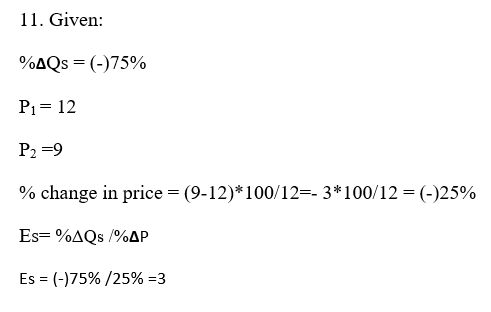 11. Given:
%ΔQs = (-)75%
P₁ = 12
P₂ =9
% change in price = (9-12)*100/12=- 3*100/12 = (-)25%
Es= %ΔQs /%ΔP
Es = (-)75% /25% =3